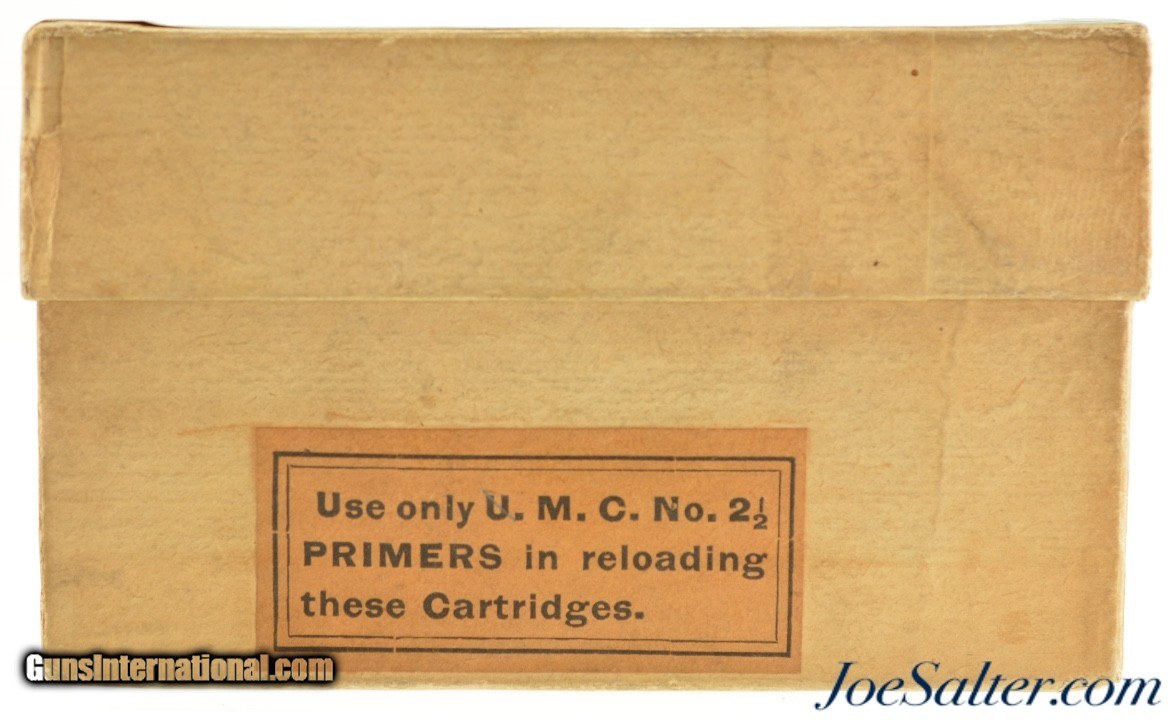 Use only U. M. C. No. 2½
PRIMERS in reloading
these Cartridges.
GunsInternational.com
JoeSalter.com